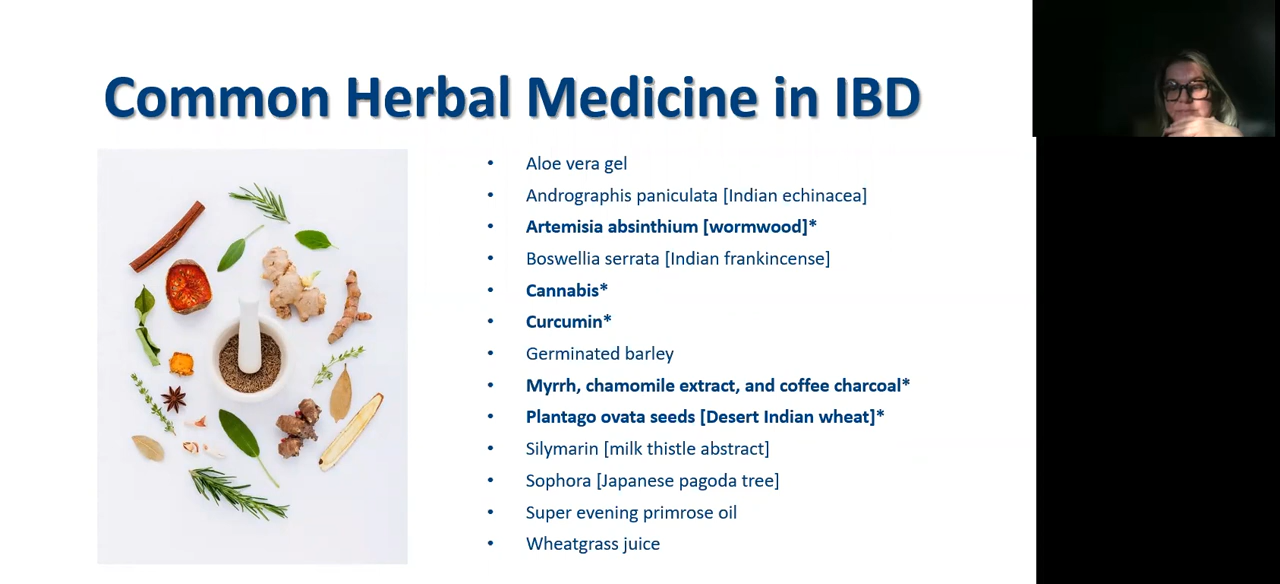 Common Herbal Medicine in IBD
• Aloe vera gel
• Andrographis paniculata [Indian echinacea]
• Artemisia absinthium [wormwood]*
• Boswellia serrata [Indian frankincense]
• Cannabis*
• Curcumin*
• Germinated barley
• Myrrh, chamomile extract, and coffee charcoal*
• Plantago ovata seeds [Desert Indian wheat]*
• Silymarin [milk thistle abstract]
• Sophora [Japanese pagoda tree]
• Super evening primrose oil
• Wheatgrass juice